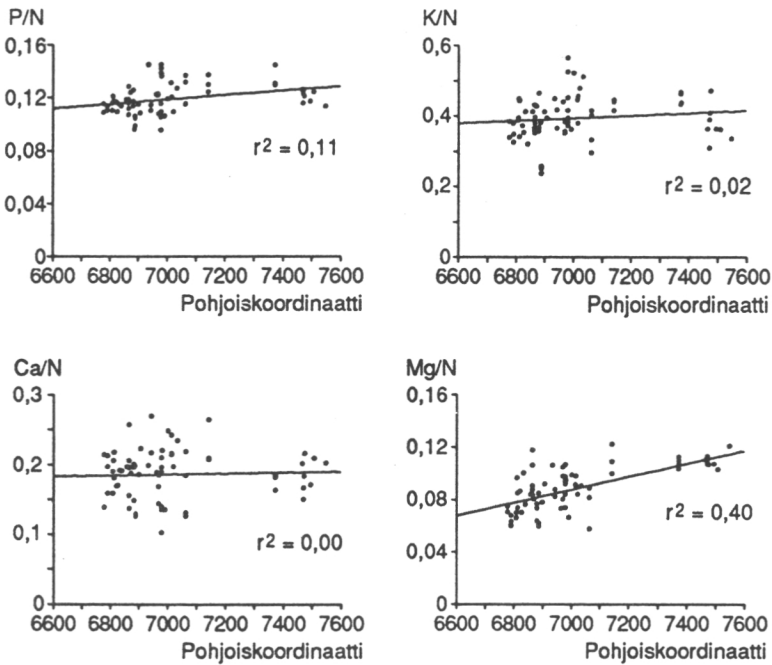 P/N
0,16
0,12
0,08
0,04
0
r2 = 0,11
6600 6800 7000 7200 7400 7600
Pohjoiskoordinaatti
K/N
0,6
0,4
0,2
0
r2 = 0,02
6600 6800 7000 7200 7400 7600
Pohjoiskoordinaatti
Ca/N
0,3
0,2
0,1
0
r2 = 0,00
6600 6800 7000 7200 7400 7600
Pohjoiskoordinaatti
Mg/N
0,16
0,12
0,08
0,04
0
r2 = 0,40
6600 6800 7000 7200 7400 7600
Pohjoiskoordinaatti